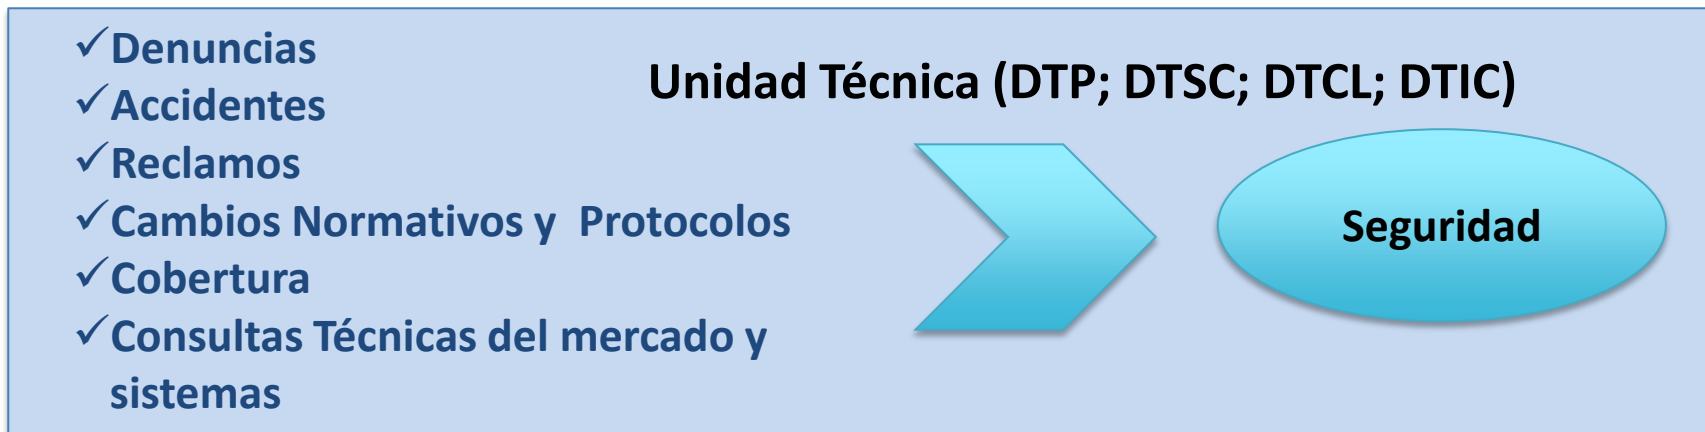 ✓Denuncias
✓Accidentes
✓Reclamos
✓Cambios Normativos y Protocolos
✓Cobertura
✓Consultas Técnicas del mercado y
sistemas
Unidad Técnica (DTP; DTSC; DTCL; DTIC)
Seguridad